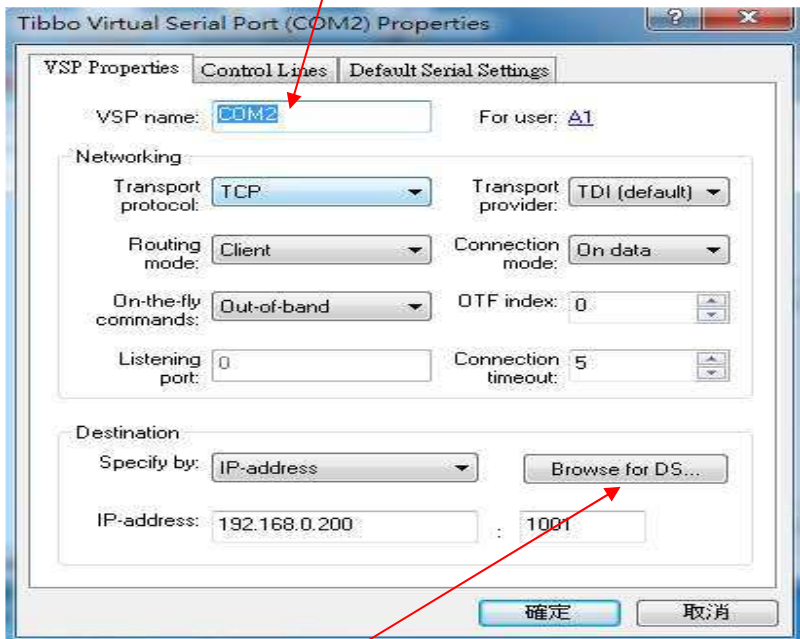 Tibbo Virtual Serial Port (COM2) Properties
VSP Properties Control Lines Default Serial Settings
VSP name: COM2 For user: A1
Networking
Transport protocol: TCP Transport provider: TDI (default)
Routing mode: Client Connection mode: On data
On-the-fly commands: Out-of-band OTF index: 0
Listening port: 0 Connection timeout: 5
Destination
Specify by: IP-address Browse for DS...
IP-address: 192.168.0.200 : 1001
確定 取消